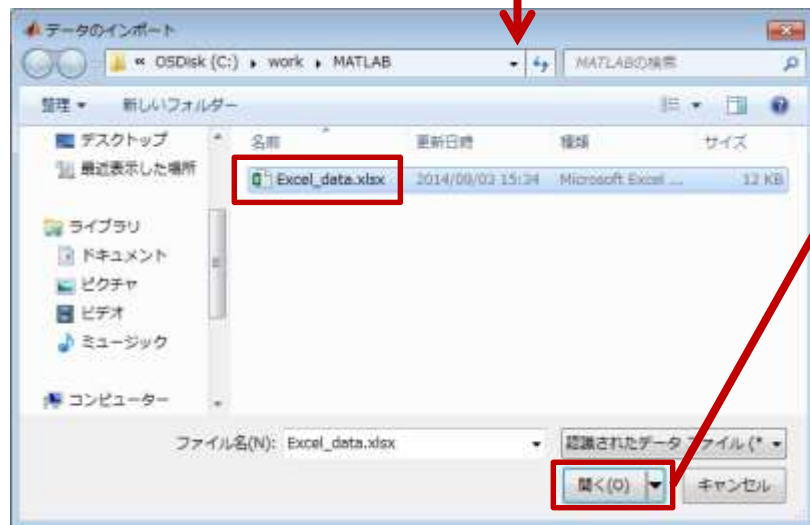 データのインポート
« OSDisk (C:) ▸ work ▸ MATLAB
MATLABの検索
整理 新しいフォルダー
名前 更新日時 種類 サイズ
デスクトップ
最近表示した場所
Excel_data.xlsx 2014/09/03 15:34 Microsoft Excel ... 12 KB
ライブラリ
ドキュメント
ピクチャ
ビデオ
ミュージック
コンピューター
ファイル名(N): Excel_data.xlsx
認識されたデータ ファイル (*
開く(O) キャンセル